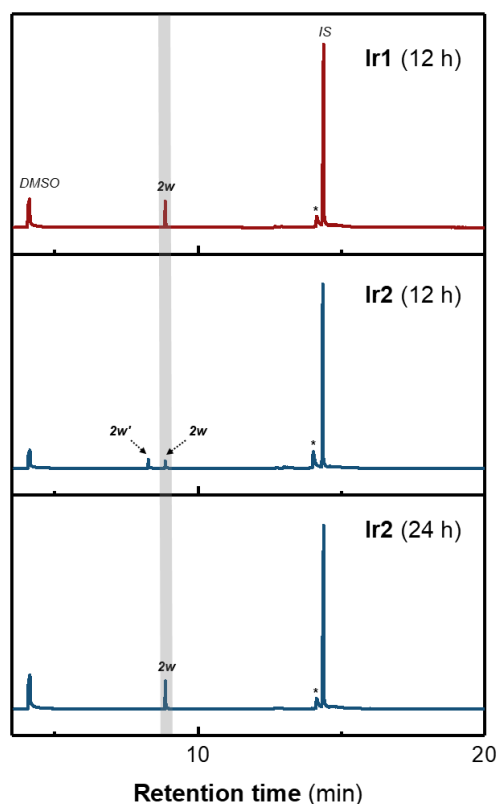 IS
Ir1 (12 h)
DMSO
2w
*
Ir2 (12 h)
2w'
2w
*
Ir2 (24 h)
2w
*
10
20
Retention time (min)